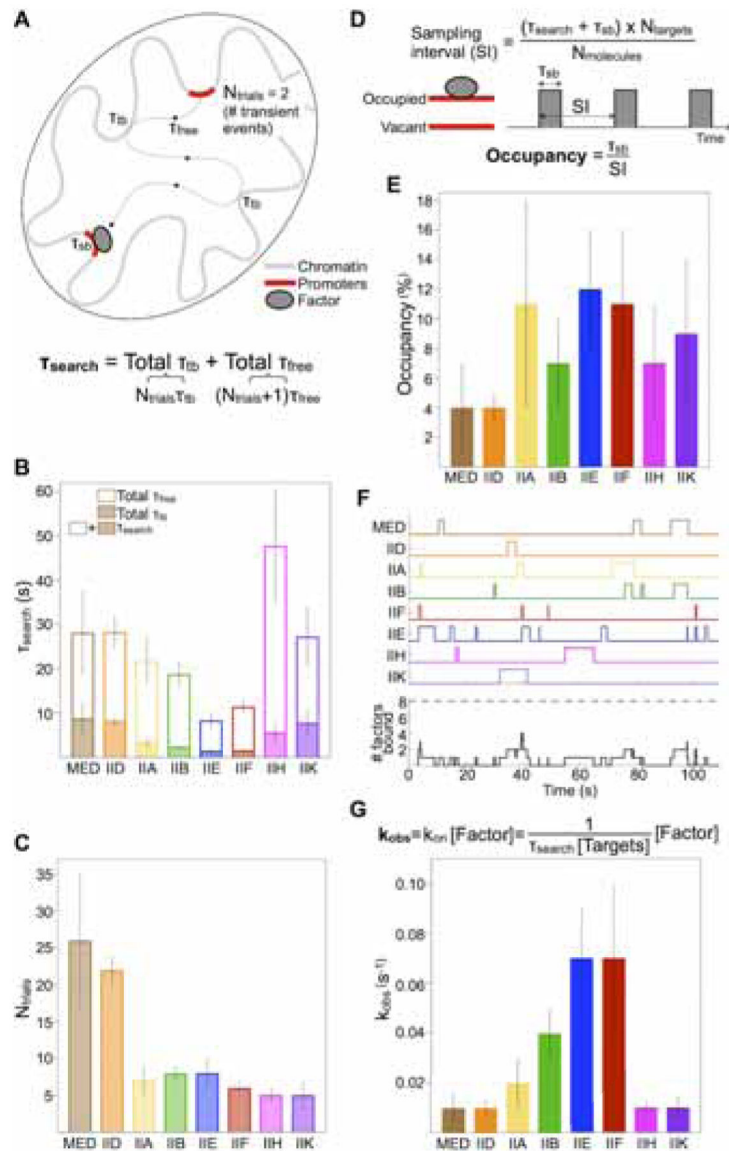 A
Ntrials = 2
(# transient
events)
τtb
τfree
τtb
τsb
Chromatin
Promoters
Factor
τsearch = Total τtb + Total τfree
Ntrialsτtb (Ntrials+1)τfree
B
τsearch (s)
60
50
40
30
20
10
Total τfree
Total τtb
+ τsearch
MED IID IIA IIB IIE IIF IIH IIK
C
Ntrials
35
30
25
20
15
10
5
MED IID IIA IIB IIE IIF IIH IIK
D
Sampling interval (SI) = (τsearch + τsb) x Ntargets
Nmolecules
τsb
Occupied
SI
Vacant
Time
Occupancy = τsb
SI
E
Occupancy (%)
18
16
14
12
10
8
6
4
2
MED IID IIA IIB IIE IIF IIH IIK
F
MED
IID
IIA
IIB
IIF
IIE
IIH
IIK
# factors
bound
8
6
4
2
0 20 40 60 80 100
Time (s)
G
kobs=kon [Factor]= 1 [Factor]
τsearch [Targets]
kobs (s-1)
0.10
0.08
0.06
0.04
0.02
MED IID IIA IIB IIE IIF IIH IIK